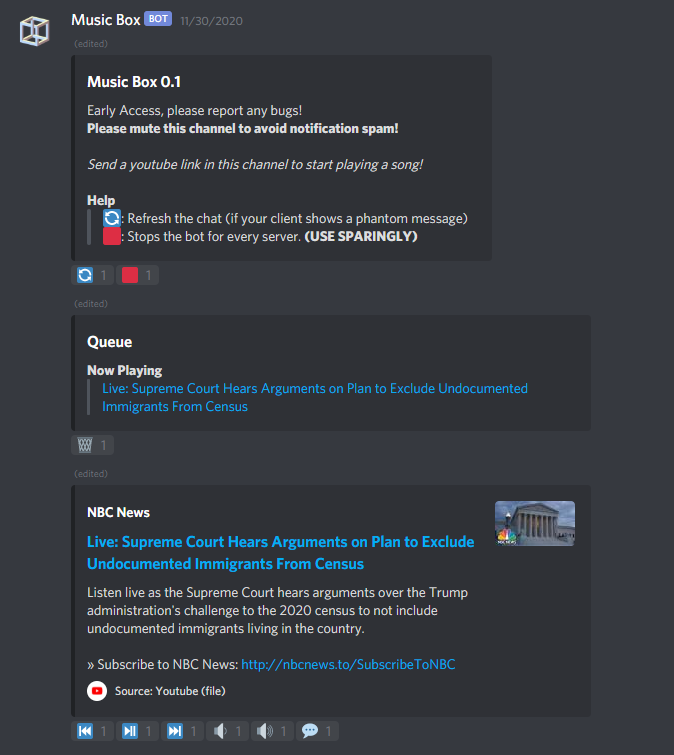 Music Box BOT 11/30/2020
(edited)
Music Box 0.1
Early Access, please report any bugs!
Please mute this channel to avoid notification spam!
Send a youtube link in this channel to start playing a song!
Help
🔄: Refresh the chat (if your client shows a phantom message)
🟥: Stops the bot for every server. (USE SPARINGLY)
🔄 1 🟥 1
(edited)
Queue
Now Playing
Live: Supreme Court Hears Arguments on Plan to Exclude Undocumented
Immigrants From Census
🗑️ 1
(edited)
NBC News
NBC NEWS
Live: Supreme Court Hears Arguments on Plan to Exclude
Undocumented Immigrants From Census
Listen live as the Supreme Court hears arguments over the Trump
administration's challenge to the 2020 census to not include
undocumented immigrants living in the country.
» Subscribe to NBC News: http://nbcnews.to/SubscribeToNBC
Source: Youtube (file)
⏮️ 1 ⏯️ 1 ⏭️ 1 🔈 1 🔊 1 💬 1